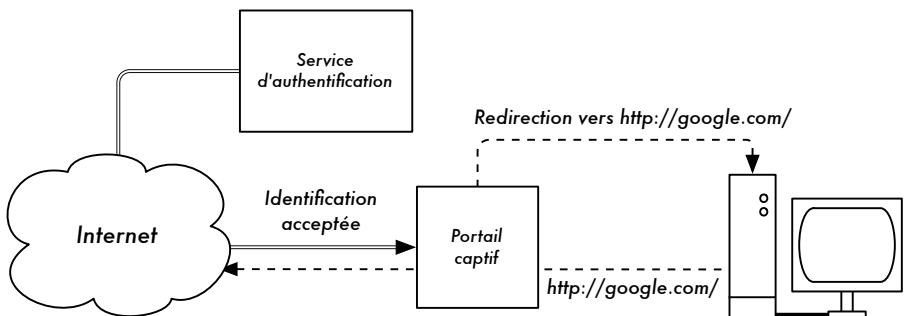 Service
d'authentification
Redirection vers http://google.com/
Identification
acceptée
Internet
Portail
captif
http://google.com/